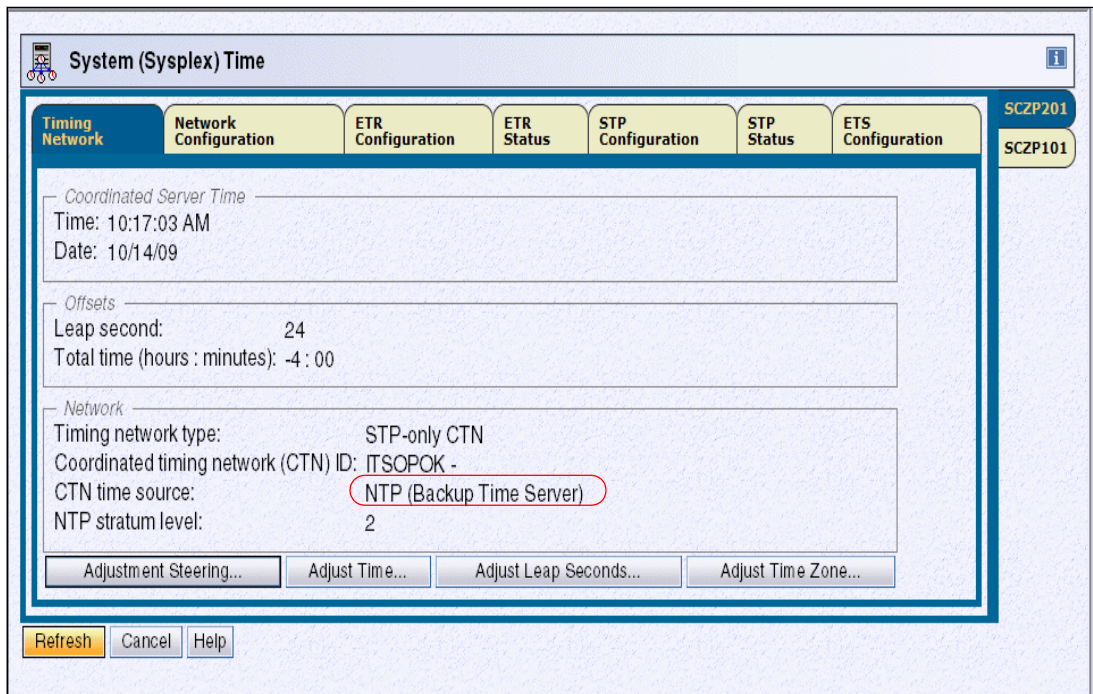 System (Sysplex) Time
i
SCZP201
SCZP101
Timing Network
Network Configuration
ETR Configuration
ETR Status
STP Configuration
STP Status
ETS Configuration
Coordinated Server Time
Time: 10:17:03 AM
Date: 10/14/09
Offsets
Leap second: 24
Total time (hours : minutes): -4 : 00
Network
Timing network type: STP-only CTN
Coordinated timing network (CTN) ID: ITSOPOK -
CTN time source: NTP (Backup Time Server)
NTP stratum level: 2
Adjustment Steering... Adjust Time... Adjust Leap Seconds... Adjust Time Zone...
Refresh Cancel Help